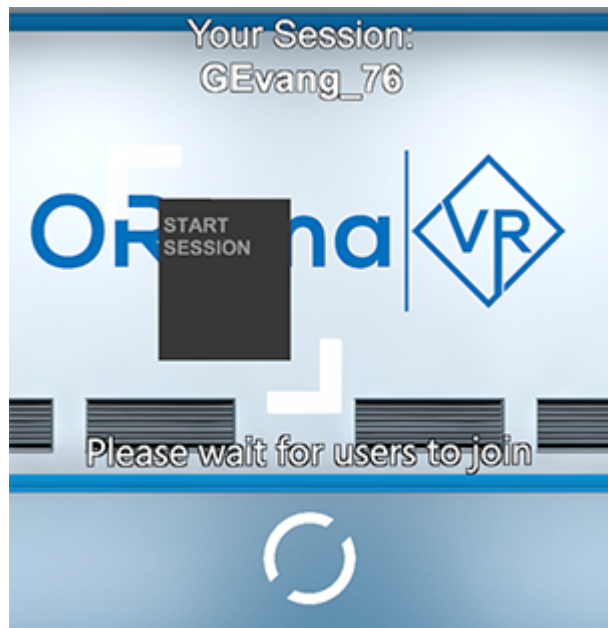 Your Session:
GEvang_76
START
SESSION
VR
Please wait for users to join